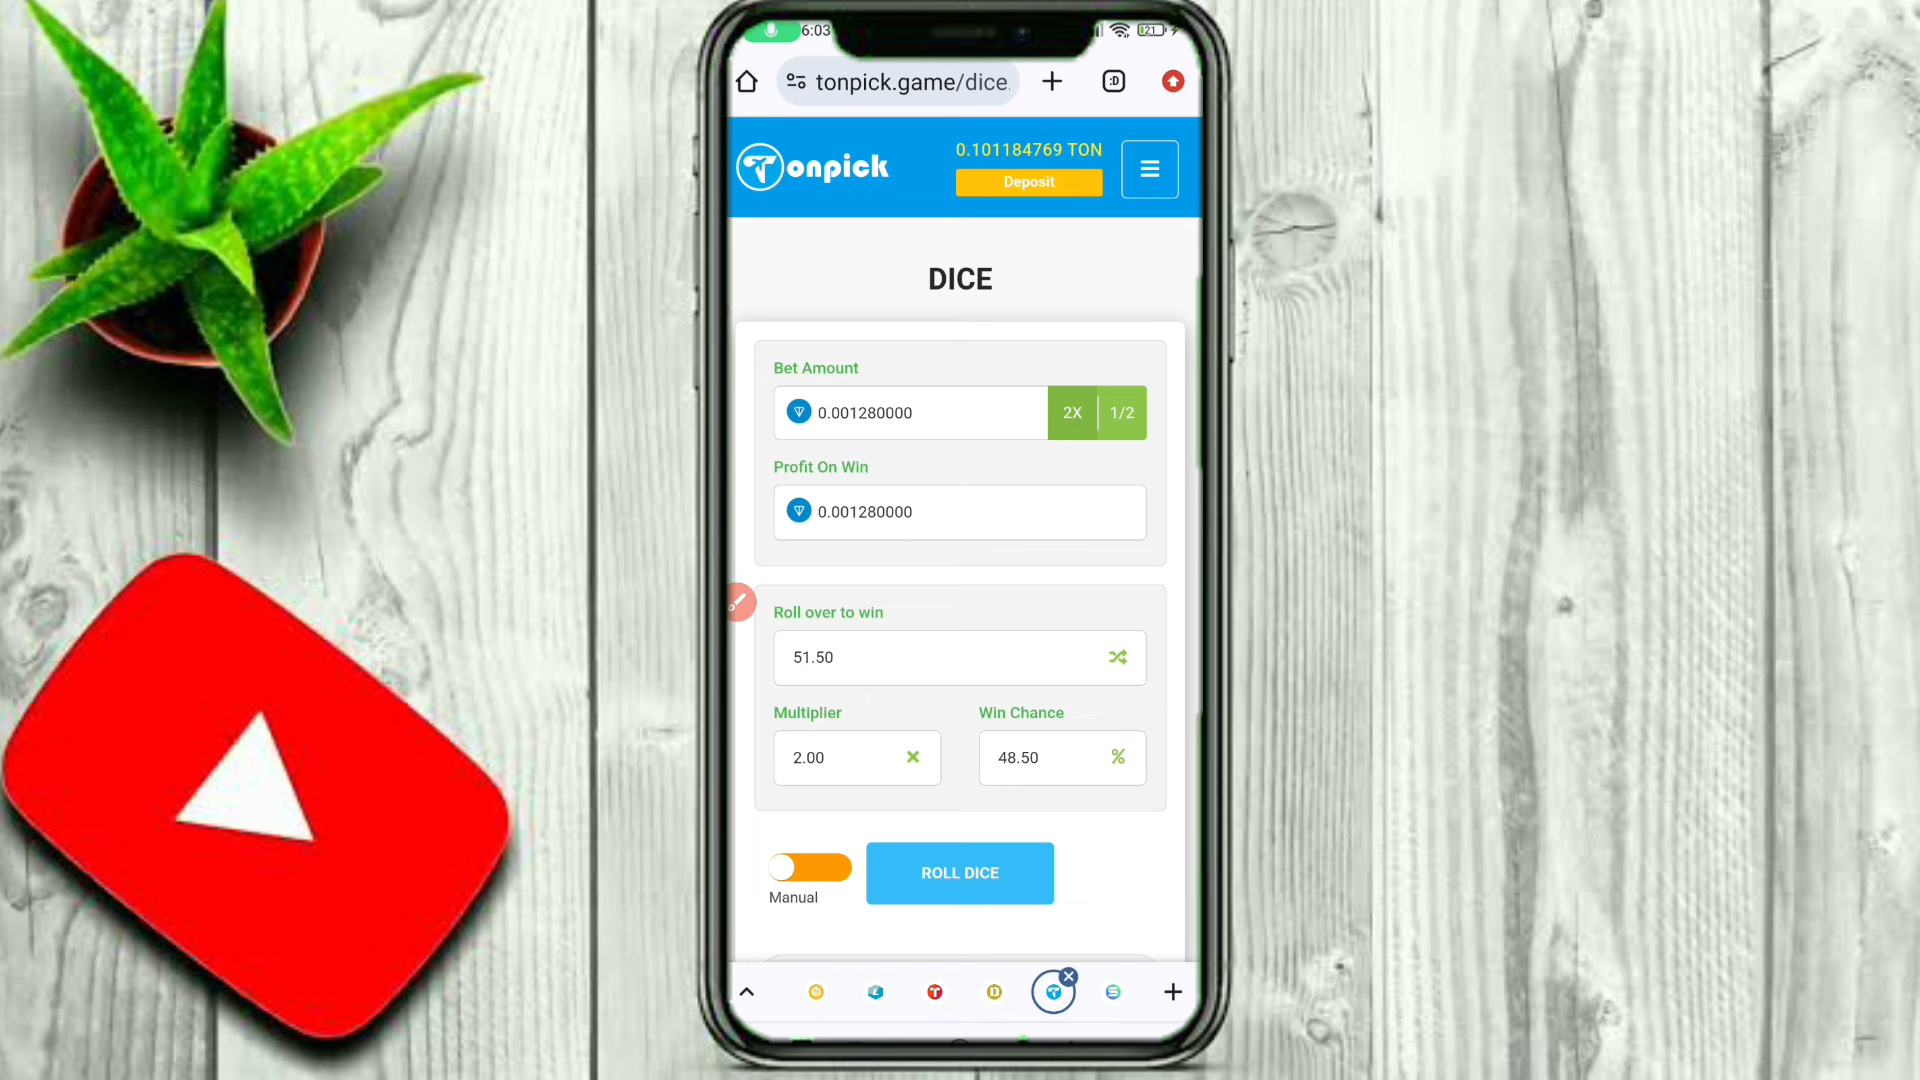 6:03
21
tonpick.game/dice
:D
Tonpick
0.101184769 TON
Deposit
DICE
Bet Amount
0.001280000
2X
1/2
Profit On Win
0.001280000
Roll over to win
51.50
Multiplier
Win Chance
2.00
48.50
%
Manual
ROLL DICE